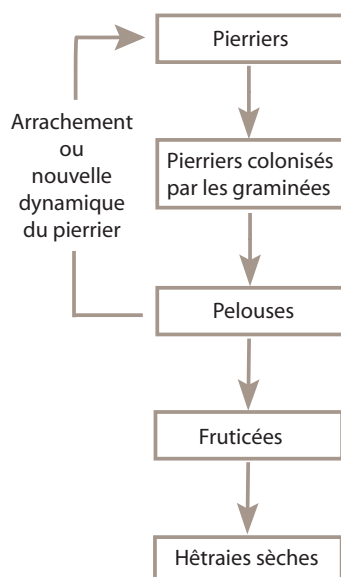 Pierriers
Arrachement
ou
nouvelle
dynamique
du pierrier
Pierriers colonisés
par les graminées
Pelouses
Fruticées
Hêtraies sèches